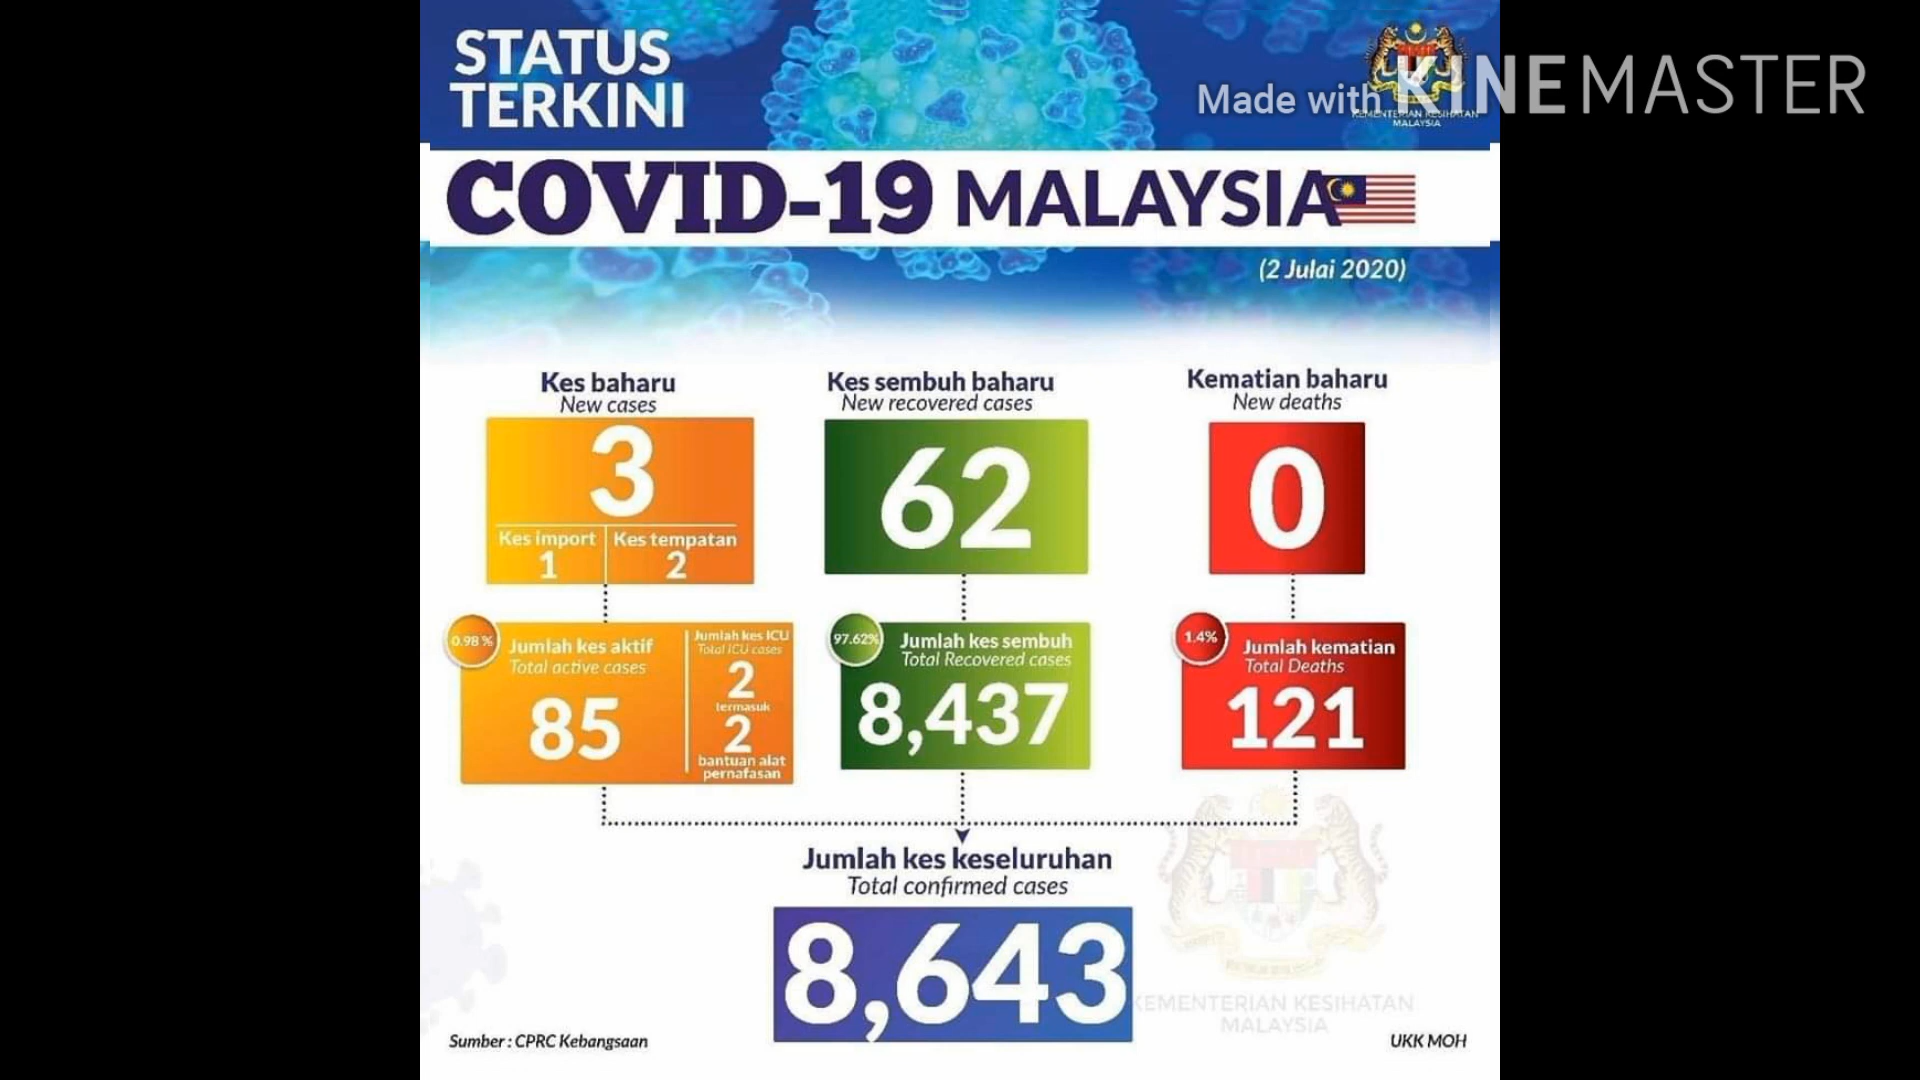 STATUS
TERKINI
Made with KINEMASTER
KEMENTERIAN KESIHATAN
MALAYSIA
COVID-19 MALAYSIA
(2 Julai 2020)
Kes baharu
New cases
3
Kes import
1
Kes tempatan
2
Kes sembuh baharu
New recovered cases
62
Kematian baharu
New deaths
0
0.98 %
Jumlah kes aktif
Total active cases
85
Jumlah kes ICU
Total ICU cases
2
termasuk
2
bantuan alat
pernafasan
97.62%
Jumlah kes sembuh
Total Recovered cases
8,437
1.4%
Jumlah kematian
Total Deaths
121
Jumlah kes keseluruhan
Total confirmed cases
8,643
KEMENTERIAN KESIHATAN
MALAYSIA
Sumber : CPRC Kebangsaan
UKK MOH